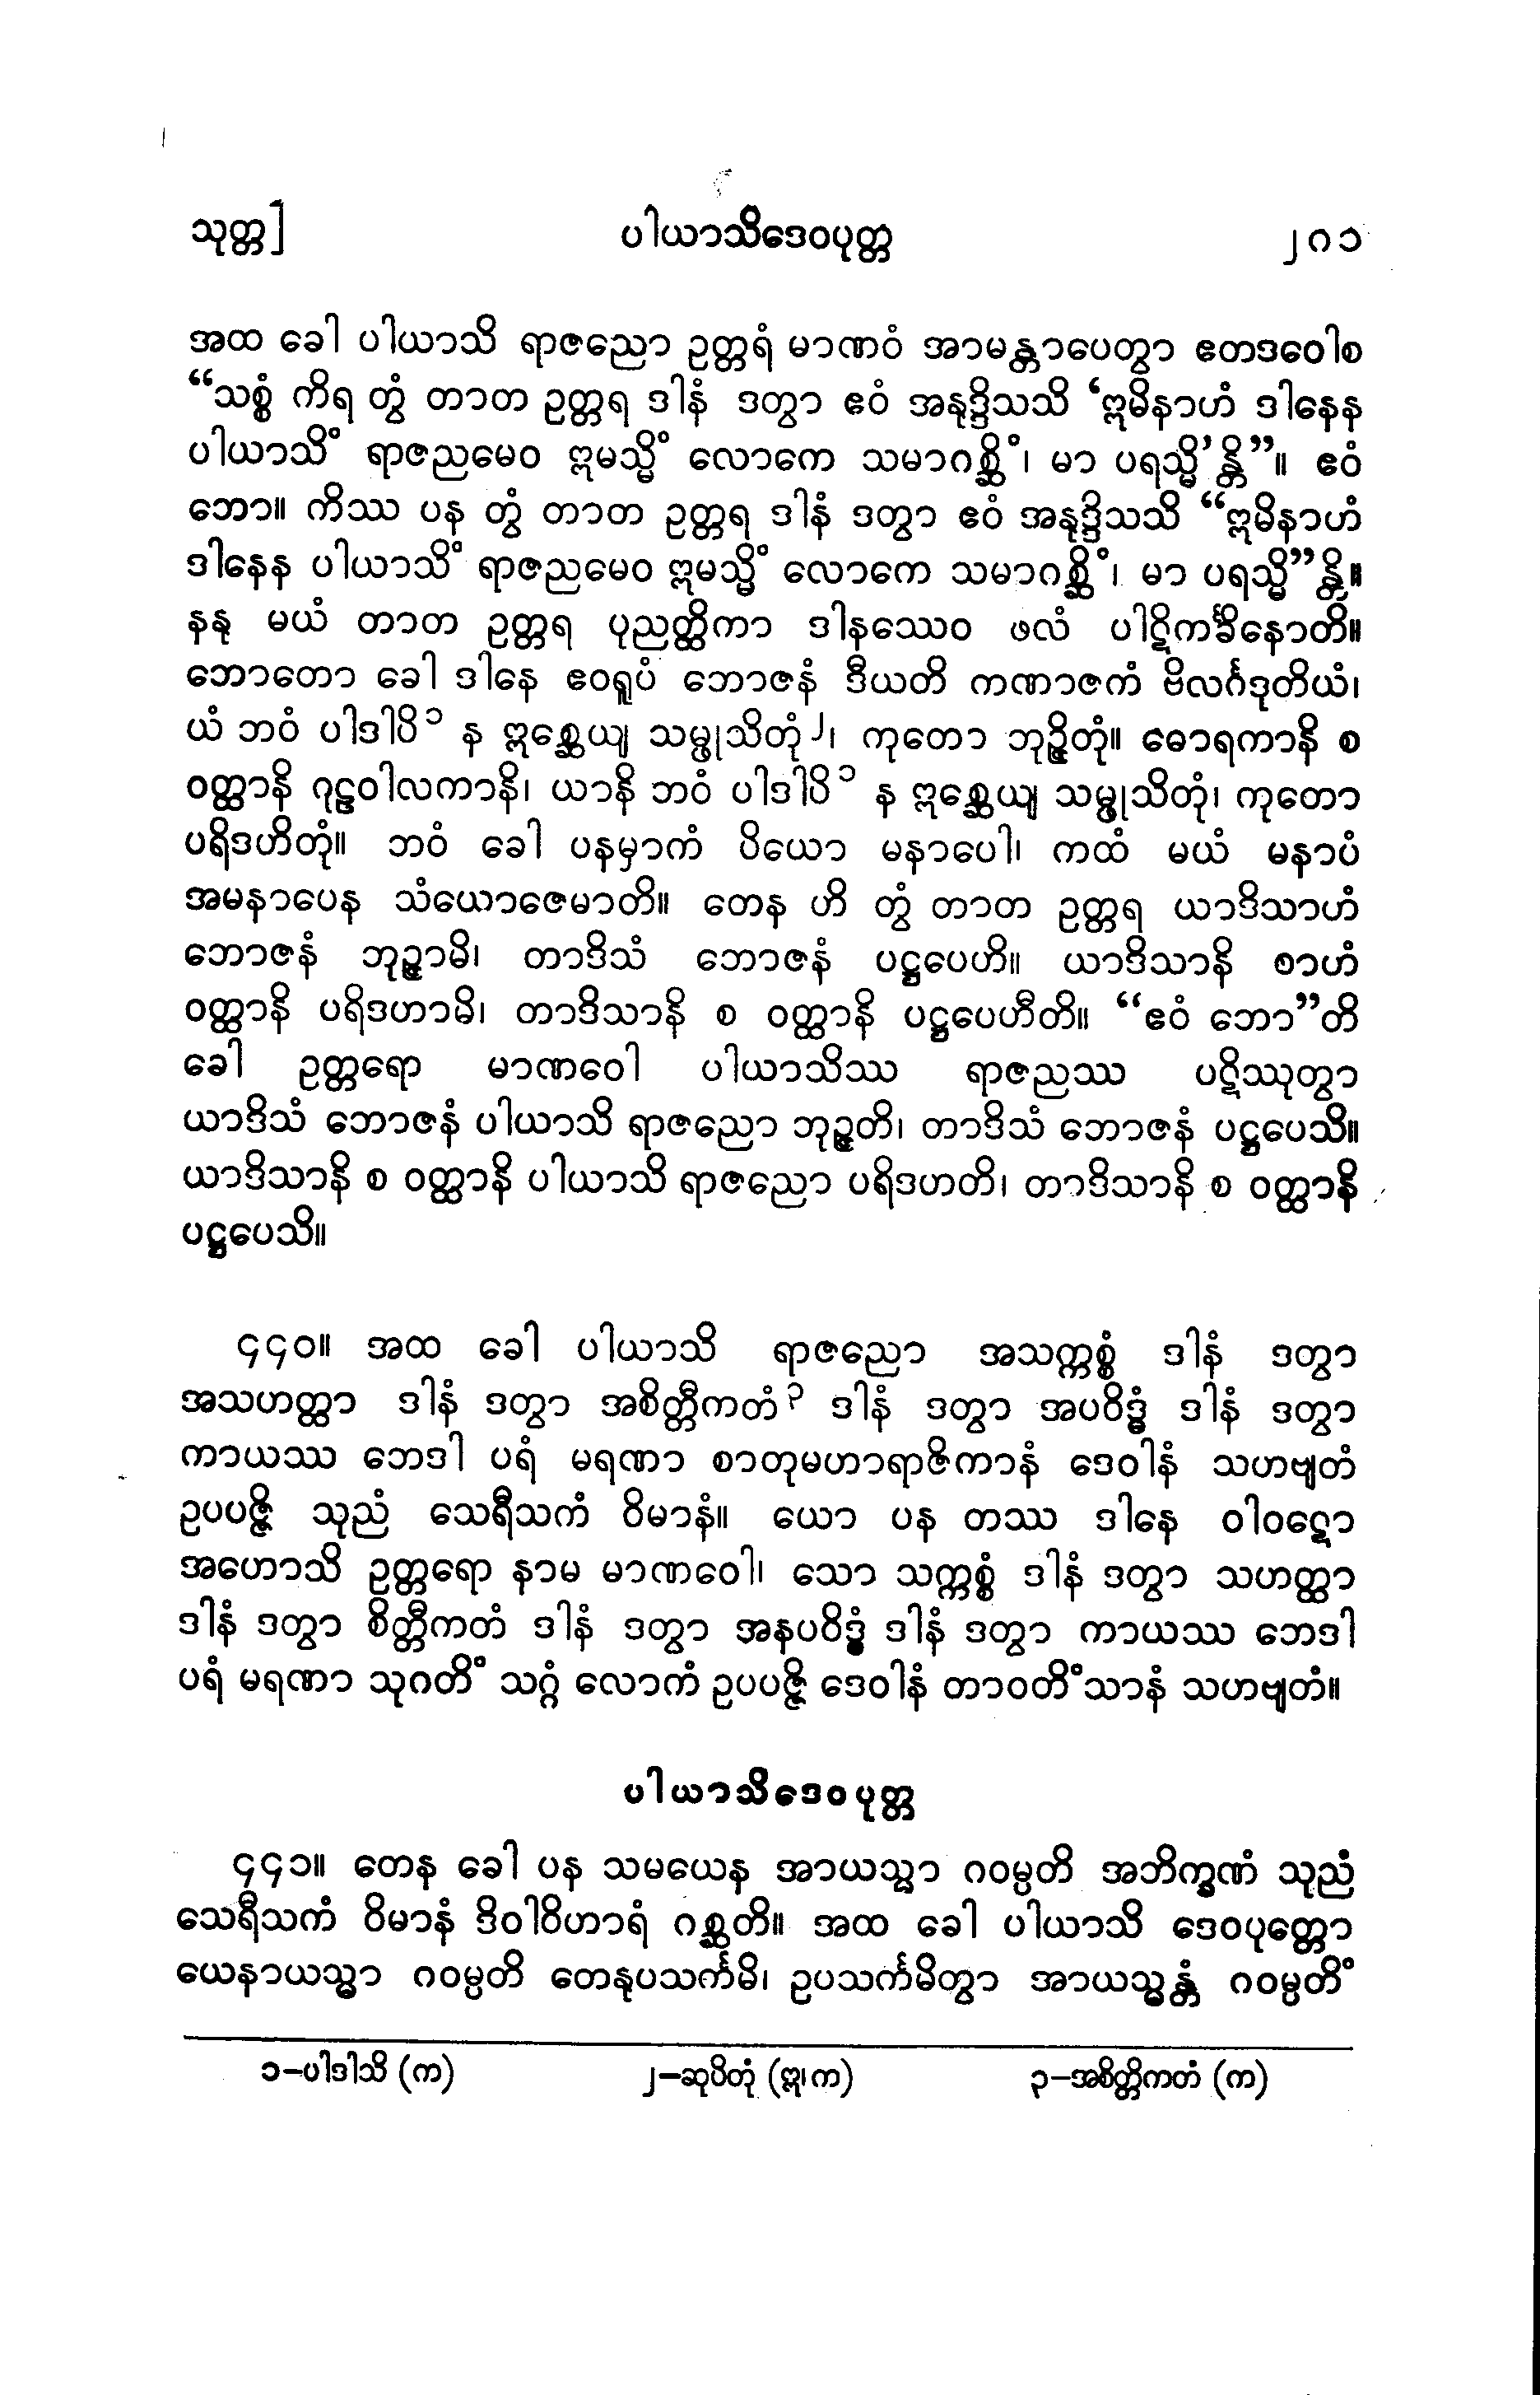 သုတ္တ] ပါယာသိဒေဝပုတ္တ ၂၈၁
အထ ခေါ ပါယာသိ ရာဇညော ဥတ္တရံ မာဏဝံ အာမန္တာပေတွာ ဧတဒဝေါစ
“သစ္စံ ကိရ တွံ တာတ ဥတ္တရ ဒါနံ ဒတွာ ဧဝံ အနုဒ္ဒိသသိ ‘ဣမိနာဟံ ဒါနေန
ပါယာသိံ ရာဇညမေဝ ဣမသ္မိံ လောကေ သမာဂစ္ဆိံ၊ မာ ပရသ္မိ’န္တိ”။ ဧဝံ
ဘော။ ကိဿ ပန တွံ တာတ ဥတ္တရ ဒါနံ ဒတွာ ဧဝံ အနုဒ္ဒိသသိ “ဣမိနာဟံ
ဒါနေန ပါယာသိံ ရာဇညမေဝ ဣမသ္မိံ လောကေ သမာဂစ္ဆိံ၊ မာ ပရသ္မိ”န္တိ။
နနု မယံ တာတ ဥတ္တရ ပုညတ္ထိကာ ဒါနဿေဝ ဖလံ ပါဋိကင်္ခိနောတိ။
ဘောတော ခေါ ဒါနေ ဧဝရူပံ ဘောဇနံ ဒီယတိ ကဏာဇကံ ဗိလင်္ဂဒုတိယံ၊
ယံ ဘဝံ ပါဒါပိ ၁ န ဣစ္ဆေယျ သမ္ဖုသိတုံ ၂၊ ကုတော ဘုဉ္ဇိတုံ။ ဓောရကာနိ စ
ဝတ္ထာနိ ဂုဠဝါလကာနိ၊ ယာနိ ဘဝံ ပါဒါပိ ၁ န ဣစ္ဆေယျ သမ္ဖုသိတုံ၊ ကုတော
ပရိဒဟိတုံ။ ဘဝံ ခေါ ပနမှာကံ ပိယော မနာပေါ၊ ကထံ မယံ မနာပံ
အမနာပေန သံယောဇေမာတိ။ တေန ဟိ တွံ တာတ ဥတ္တရ ယာဒိသာဟံ
ဘောဇနံ ဘုဉ္ဇာမိ၊ တာဒိသံ ဘောဇနံ ပဋ္ဌပေဟိ။ ယာဒိသာနိ စာဟံ
ဝတ္ထာနိ ပရိဒဟာမိ၊ တာဒိသာနိ စ ဝတ္ထာနိ ပဋ္ဌပေဟီတိ။ “ဧဝံ ဘော”တိ
ခေါ ဥတ္တရော မာဏဝေါ ပါယာသိဿ ရာဇညဿ ပဋိဿုတွာ
ယာဒိသံ ဘောဇနံ ပါယာသိ ရာဇညော ဘုဉ္ဇတိ၊ တာဒိသံ ဘောဇနံ ပဋ္ဌပေသိ။
ယာဒိသာနိ စ ဝတ္ထာနိ ပါယာသိ ရာဇညော ပရိဒဟတိ၊ တာဒိသာနိ စ ဝတ္ထာနိ
ပဋ္ဌပေသိ။
၄၄၀။ အထ ခေါ ပါယာသိ ရာဇညော အသက္ကစ္စံ ဒါနံ ဒတွာ
အသဟတ္ထာ ဒါနံ ဒတွာ အစိတ္တီကတံ ၃ ဒါနံ ဒတွာ အပဝိဒ္ဓံ ဒါနံ ဒတွာ
ကာယဿ ဘေဒါ ပရံ မရဏာ စာတုမဟာရာဇိကာနံ ဒေဝါနံ သဟဗျတံ
ဥပပဇ္ဇိ သုညံ သေရီသကံ ဝိမာနံ။ ယော ပန တဿ ဒါနေ ဝါဝဋော
အဟောသိ ဥတ္တရော နာမ မာဏဝေါ၊ သော သက္ကစ္စံ ဒါနံ ဒတွာ သဟတ္ထာ
ဒါနံ ဒတွာ စိတ္တီကတံ ဒါနံ ဒတွာ အနပဝိဒ္ဓံ ဒါနံ ဒတွာ ကာယဿ ဘေဒါ
ပရံ မရဏာ သုဂတိံ သဂ္ဂံ လောကံ ဥပပဇ္ဇိ ဒေဝါနံ တာဝတိံသာနံ သဟဗျတံ။
ပါယာသိဒေဝပုတ္တ
၄၄၁။ တေန ခေါ ပန သမယေန အာယသ္မာ ဂဝမ္ပတိ အဘိက္ခဏံ သုညံ
သေရီသကံ ဝိမာနံ ဒိဝါဝိဟာရံ ဂစ္ဆတိ။ အထ ခေါ ပါယာသိ ဒေဝပုတ္တော
ယေနာယသ္မာ ဂဝမ္ပတိ တေနုပသင်္ကမိ၊ ဥပသင်္ကမိတွာ အာယသ္မန္တံ ဂဝမ္ပတိံ
၁–ပါဒါသိ (က) ၂–ဆုပိတုံ (ဣ၊က) ၃–အစိတ္တိကတံ (က)